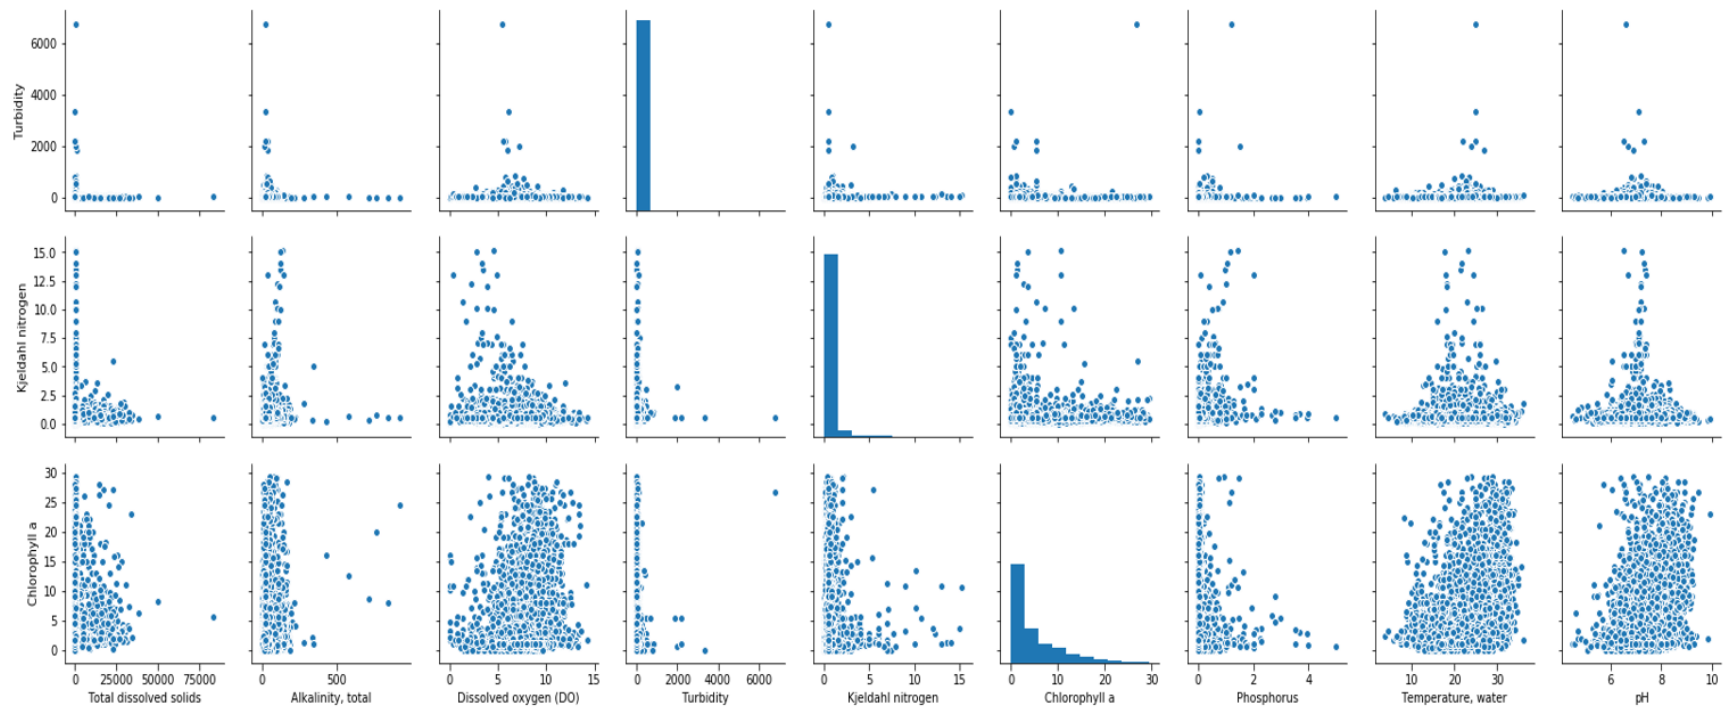 6000
4000
2000
0
Turbidity
15.0
12.5
10.0
7.5
5.0
2.5
0.0
Kjeldahl nitrogen
30
25
20
15
10
5
0
Chlorophyll a
0 25000 50000 75000
0 500
0 5 10 15
0 2000 4000 6000
0 5 10 15
0 10 20 30
0 2 4
10 20 30
6 8 10
Total dissolved solids
Alkalinity, total
Dissolved oxygen (DO)
Turbidity
Kjeldahl nitrogen
Chlorophyll a
Phosphorus
Temperature, water
pH